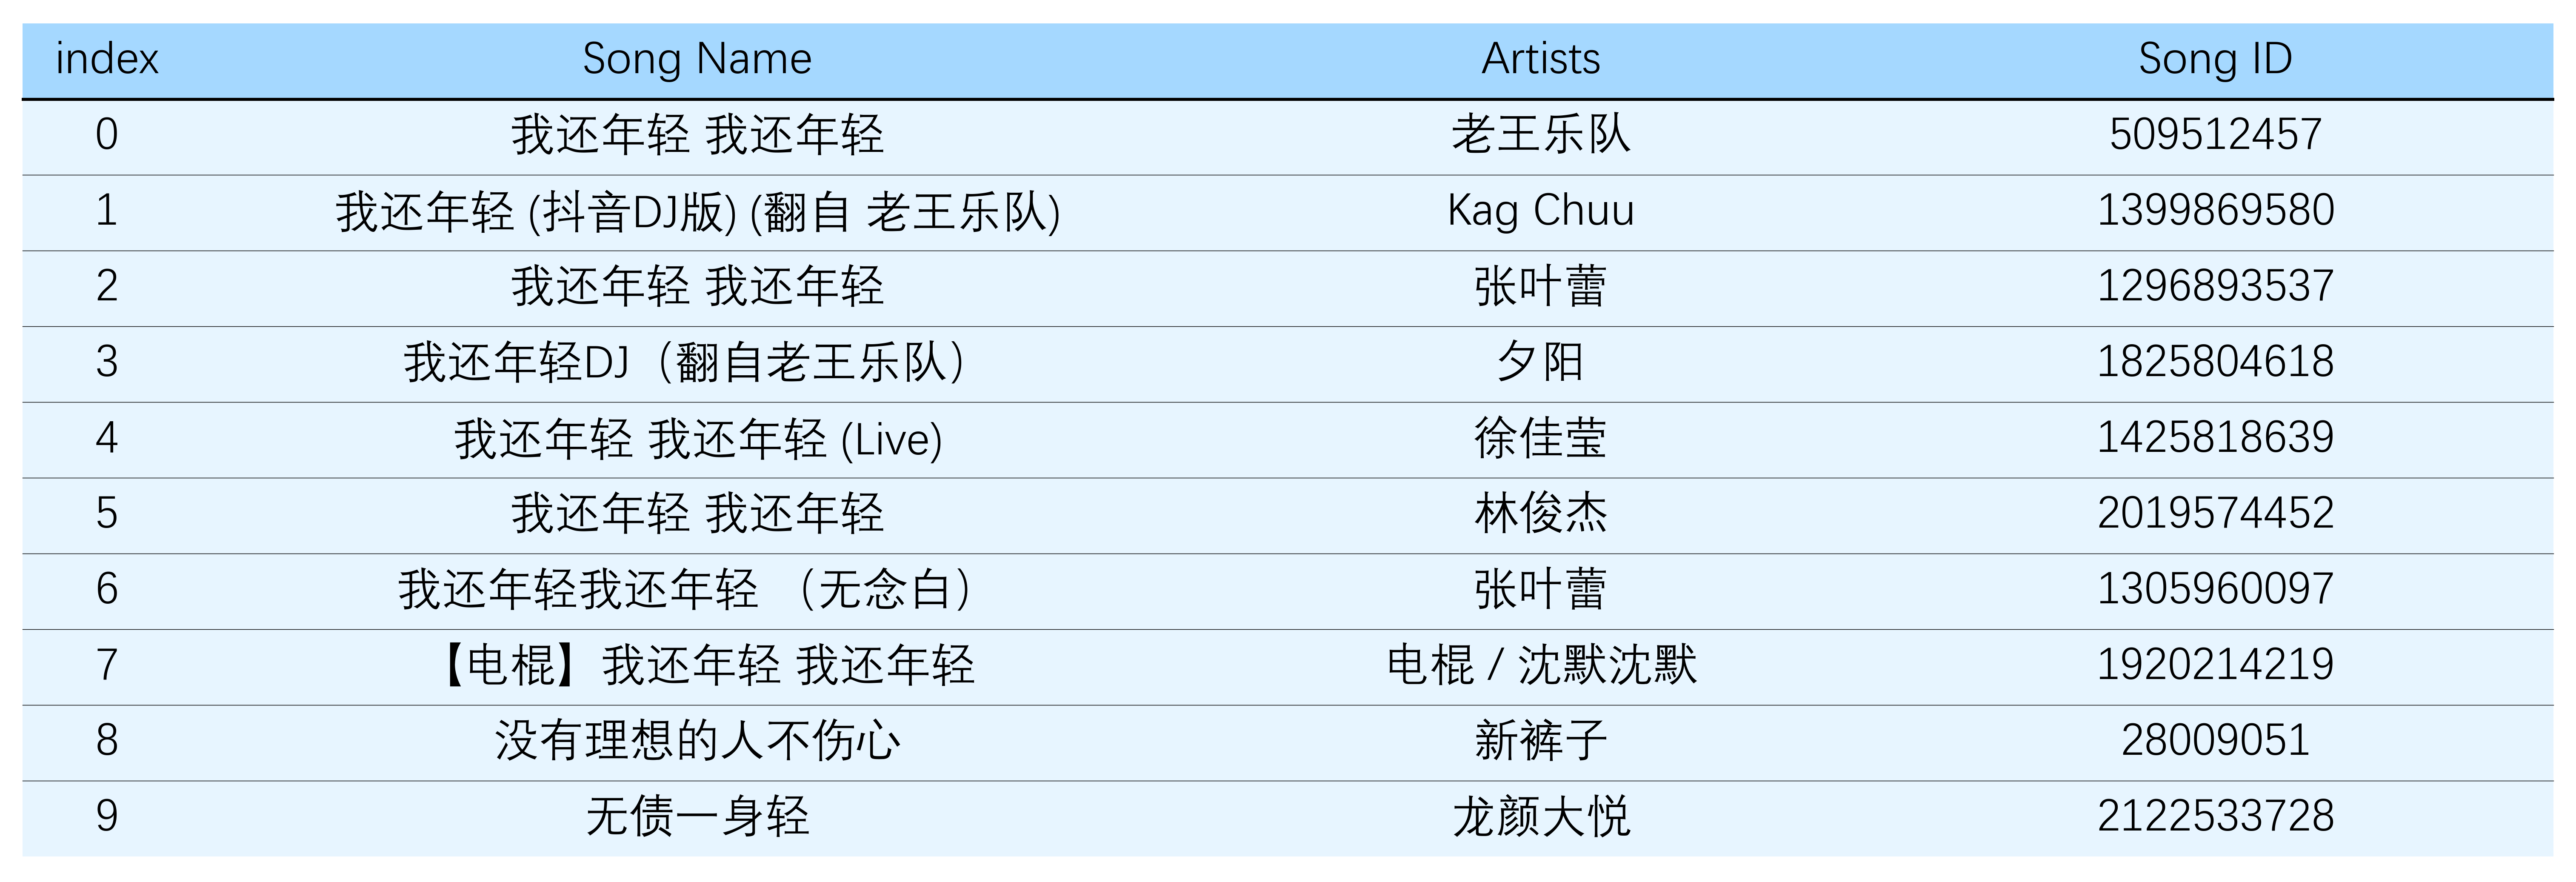 index Song Name Artists Song ID
0 我还年轻 我还年轻 老王乐队 509512457
1 我还年轻 (抖音DJ版) (翻自 老王乐队) Kag Chuu 1399869580
2 我还年轻 我还年轻 张叶蕾 1296893537
3 我还年轻DJ（翻自老王乐队） 夕阳 1825804618
4 我还年轻 我还年轻 (Live) 徐佳莹 1425818639
5 我还年轻 我还年轻 林俊杰 2019574452
6 我还年轻我还年轻 （无念白） 张叶蕾 1305960097
7 【电棍】我还年轻 我还年轻 电棍 / 沈默沈默 1920214219
8 没有理想的人不伤心 新裤子 28009051
9 无债一身轻 龙颜大悦 2122533728